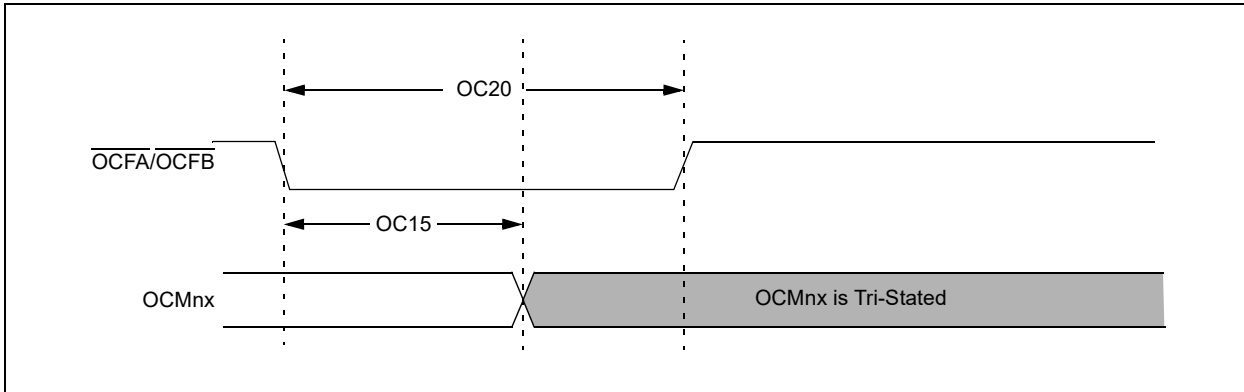 OC20
OCFA/OCFB
OC15
OCMnx
OCMnx is Tri-Stated